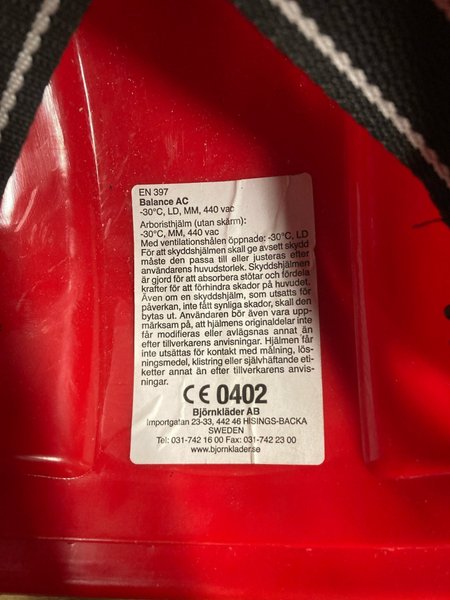 EN 397
Balance AC
-30°C, LD, MM, 440 vac
Arboristhjälm (utan skärm):
-30°C, MM, 440 vac
Med ventilationshålen öppnade: -30°C, LD
För att skyddshjälmen skall ge avsett skydd
måste den passa till eller justeras efter
användarens huvudstorlek. Skyddshjälmen
är gjord för att absorbera stötar och fördela
krafter för att förhindra skador på huvudet.
Även om en skyddshjälm, som utsatts för
påverkan, inte fått synliga skador, skall den
bytas ut. Användaren bör även vara upp-
märksam på, att hjälmens originaldelar inte
får modifieras eller avlägsnas annat än
efter tillverkarens anvisningar. Hjälmen får
inte utsättas för kontakt med målning, lös-
ningsmedel, klistring eller självhäftande eti-
ketter annat än efter tillverkarens anvis-
ningar.
CE 0402
Björnkläder AB
Importgatan 23-33, 442 46 HISINGS-BACKA
SWEDEN
Tel: 031-742 16 00 Fax: 031-742 23 00
www.bjornklader.se